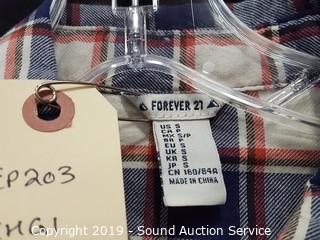 FOREVER 21
US S
CA P
MX S/P
BR P
EU S
UK S
KR S
JP S
CN 160/84A
MADE IN CHINA
EP203
Copyright 2019 - Sound Auction Service